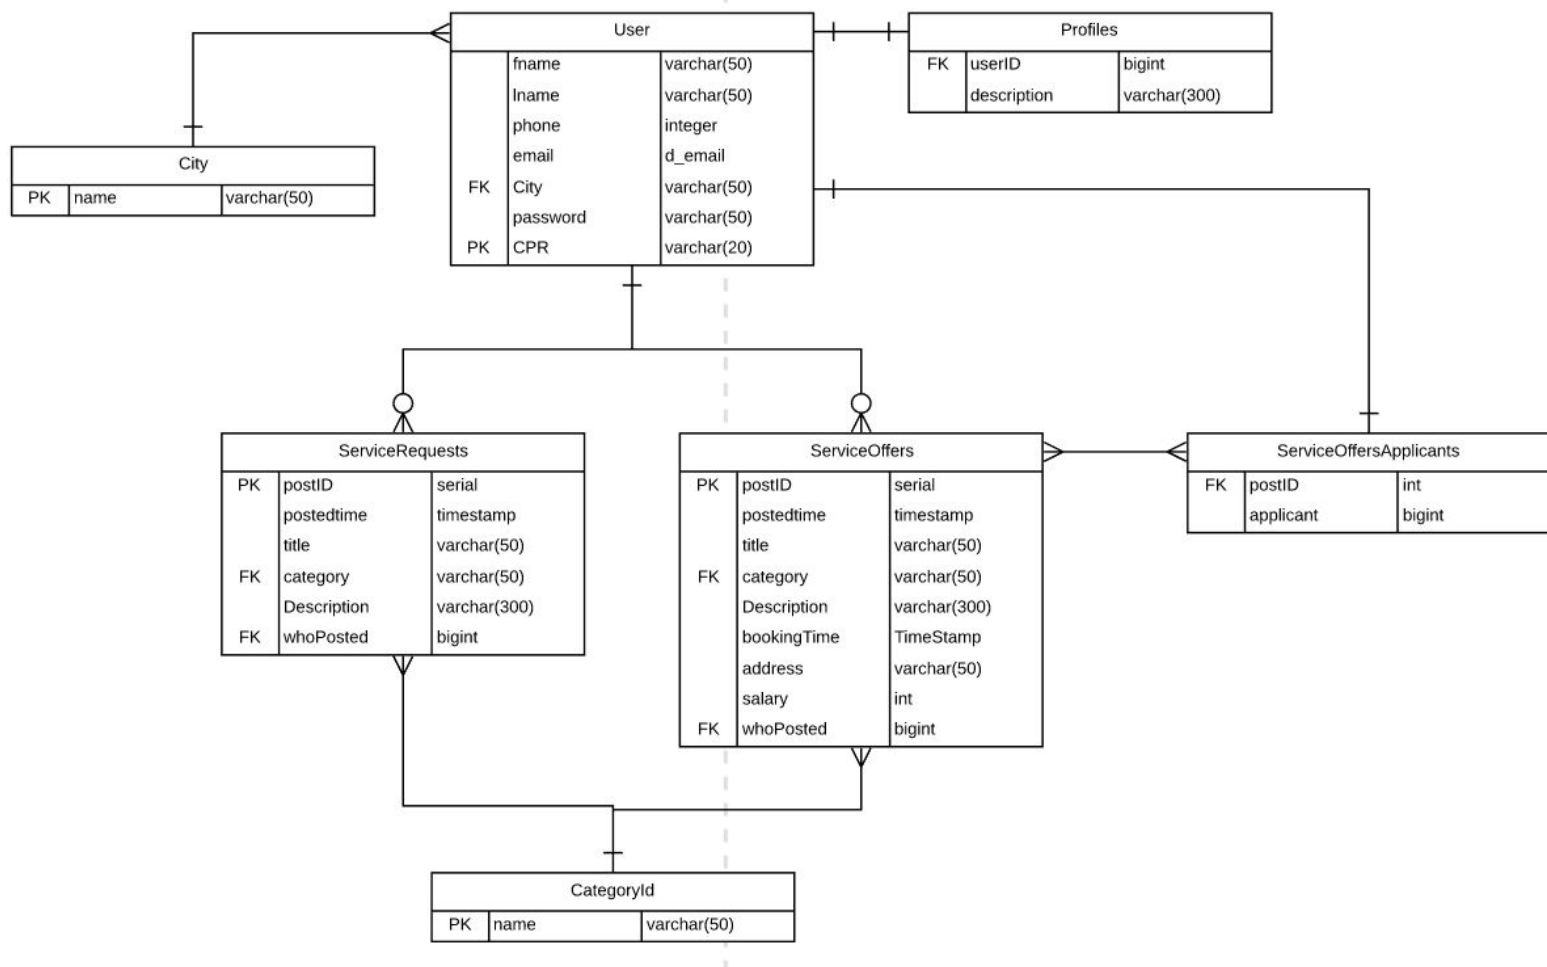 User
fname varchar(50)
lname varchar(50)
phone integer
email d_email
FK City varchar(50)
password varchar(50)
PK CPR varchar(20)
Profiles
FK userID bigint
description varchar(300)
City
PK name varchar(50)
ServiceRequests
PK postID serial
postedtime timestamp
title varchar(50)
FK category varchar(50)
Description varchar(300)
FK whoPosted bigint
ServiceOffers
PK postID serial
postedtime timestamp
title varchar(50)
FK category varchar(50)
Description varchar(300)
bookingTime TimeStamp
address varchar(50)
salary int
FK whoPosted bigint
ServiceOffersApplicants
FK postID int
applicant bigint
CategoryId
PK name varchar(50)